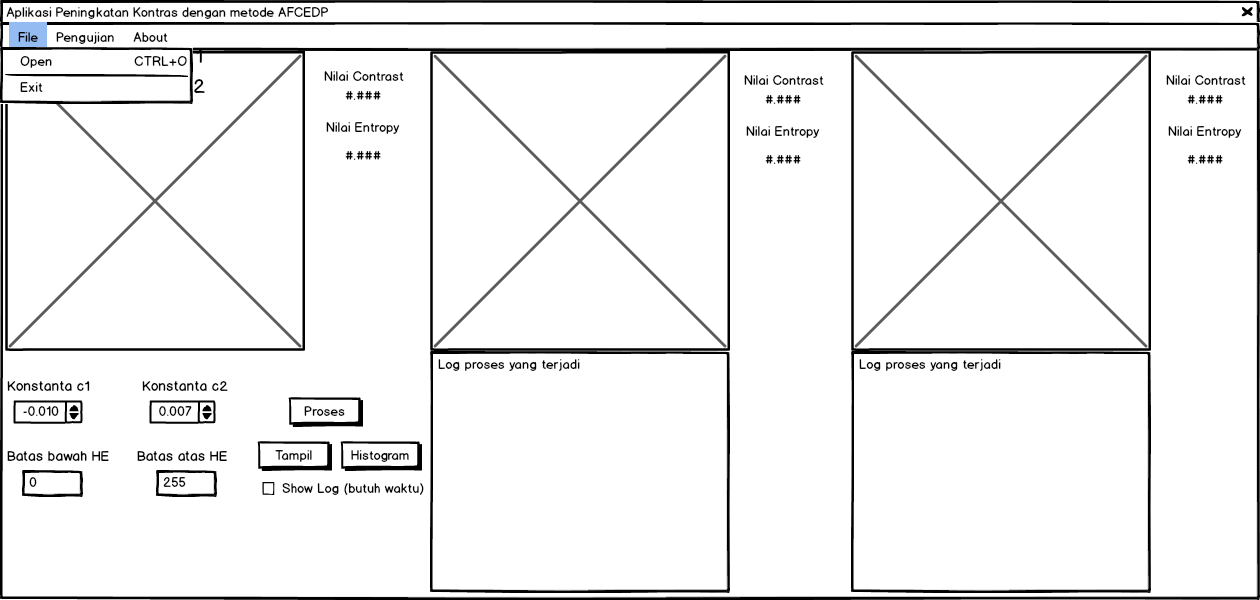 Aplikasi Peningkatan Kontras dengan metode AFCEDP
File Pengujian About
Open CTRL+O 1
Exit 2
Nilai Contrast
#.###
Nilai Entropy
#.###
Nilai Contrast
#.###
Nilai Entropy
#.###
Nilai Contrast
#.###
Nilai Entropy
#.###
Konstanta c1 Konstanta c2
-0.010 0.007 Proses
Batas bawah HE Batas atas HE Tampil Histogram
0 255 Show Log (butuh waktu)
Log proses yang terjadi
Log proses yang terjadi